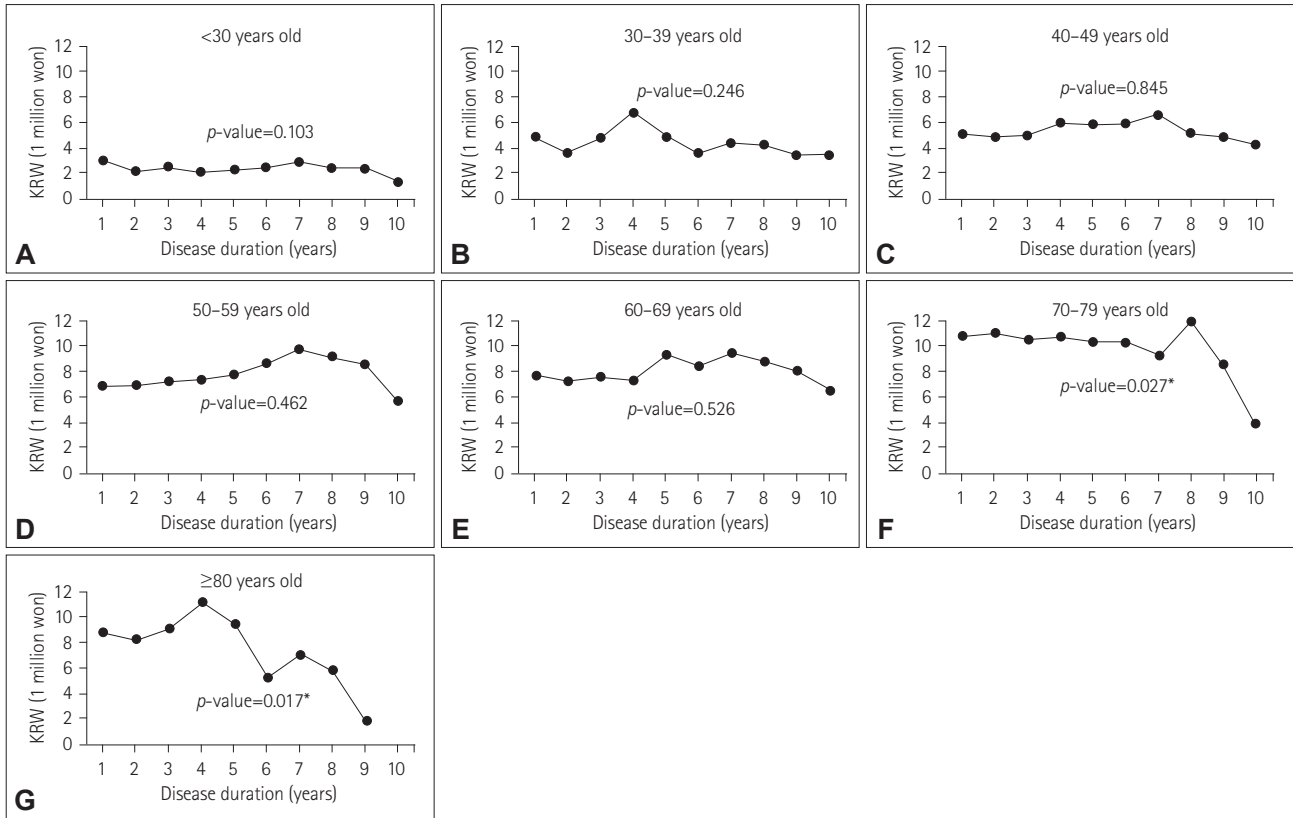 <30 years old
12
10
8
6
4
2
0
KRW (1 million won)
p-value=0.103
1 2 3 4 5 6 7 8 9 10
Disease duration (years)
A
30–39 years old
12
10
8
6
4
2
0
KRW (1 million won)
p-value=0.246
1 2 3 4 5 6 7 8 9 10
Disease duration (years)
B
40–49 years old
12
10
8
6
4
2
0
KRW (1 million won)
p-value=0.845
1 2 3 4 5 6 7 8 9 10
Disease duration (years)
C
50–59 years old
12
10
8
6
4
2
0
KRW (1 million won)
p-value=0.462
1 2 3 4 5 6 7 8 9 10
Disease duration (years)
D
60–69 years old
12
10
8
6
4
2
0
KRW (1 million won)
p-value=0.526
1 2 3 4 5 6 7 8 9 10
Disease duration (years)
E
70–79 years old
12
10
8
6
4
2
0
KRW (1 million won)
p-value=0.027*
1 2 3 4 5 6 7 8 9 10
Disease duration (years)
F
≥80 years old
12
10
8
6
4
2
0
KRW (1 million won)
p-value=0.017*
1 2 3 4 5 6 7 8 9 10
Disease duration (years)
G